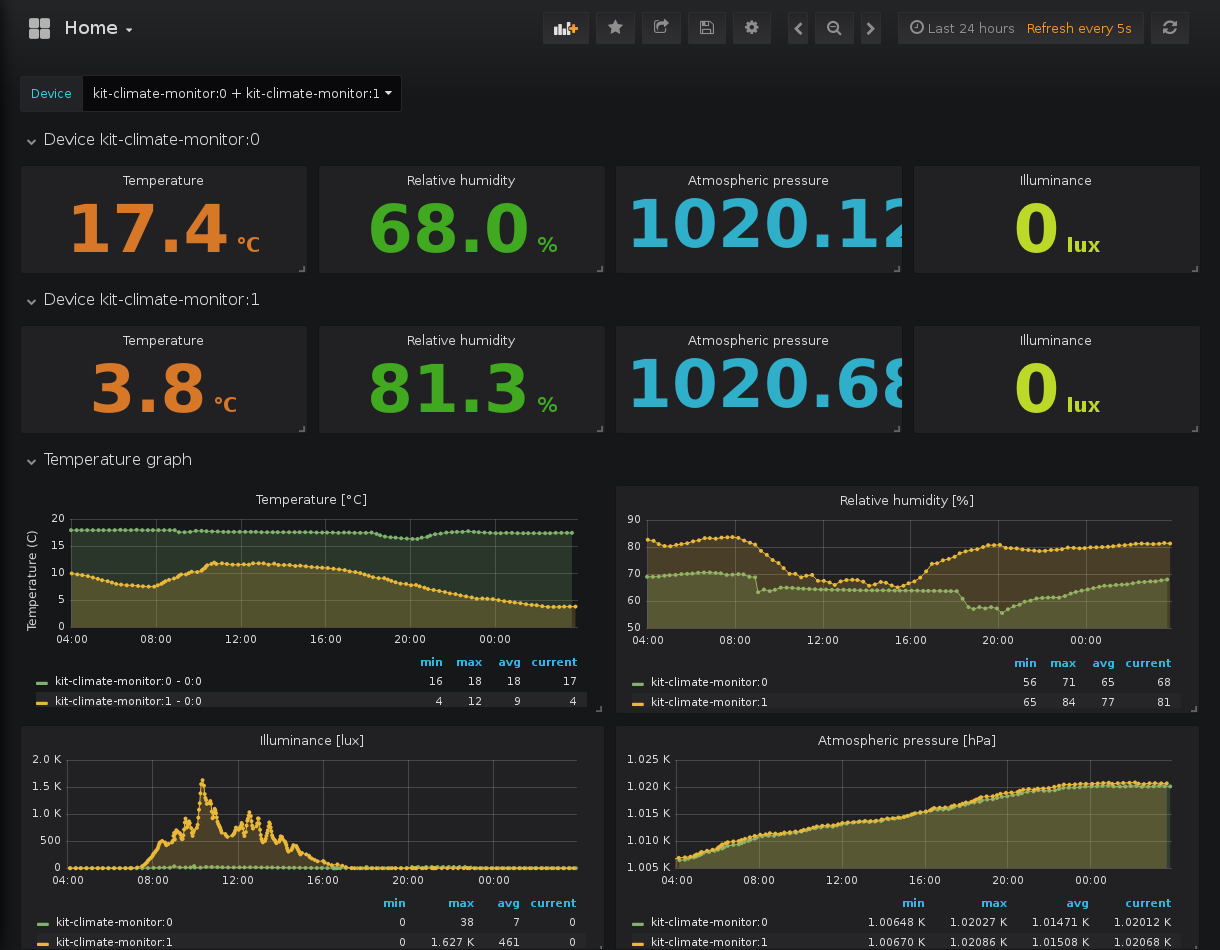 Home
Last 24 hours Refresh every 5s
Device kit-climate-monitor:0 + kit-climate-monitor:1
Device kit-climate-monitor:0
Temperature Relative humidity Atmospheric pressure Illuminance
17.4 °C 68.0 % 1020.12 0 lux
Device kit-climate-monitor:1
Temperature Relative humidity Atmospheric pressure Illuminance
3.8 °C 81.3 % 1020.68 0 lux
Temperature graph
Temperature [°C]
Temperature (C)
20
15
10
5
0
04:00 08:00 12:00 16:00 20:00 00:00
min max avg current
kit-climate-monitor:0 - 0:0 16 18 18 17
kit-climate-monitor:1 - 0:0 4 12 9 4
Relative humidity [%]
90
80
70
60
50
04:00 08:00 12:00 16:00 20:00 00:00
min max avg current
kit-climate-monitor:0 56 71 65 68
kit-climate-monitor:1 65 84 77 81
Illuminance [lux]
2.0 K
1.5 K
1.0 K
500
0
04:00 08:00 12:00 16:00 20:00 00:00
min max avg current
kit-climate-monitor:0 0 38 7 0
kit-climate-monitor:1 0 1.627 K 461 0
Atmospheric pressure [hPa]
1.025 K
1.020 K
1.015 K
1.010 K
1.005 K
04:00 08:00 12:00 16:00 20:00 00:00
min max avg current
kit-climate-monitor:0 1.00648 K 1.02027 K 1.01471 K 1.02012 K
kit-climate-monitor:1 1.00670 K 1.02086 K 1.01508 K 1.02068 K